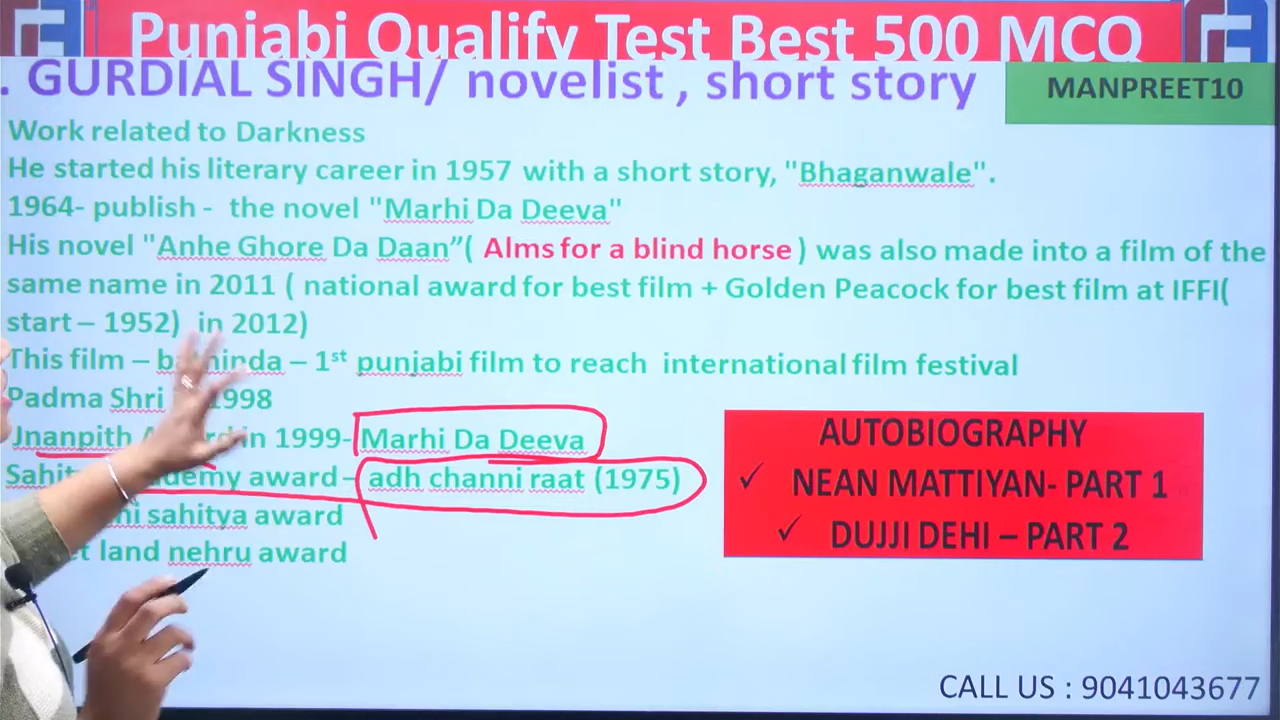 Punjabi Qualify Test Best 500 MCQ
. GURDIAL SINGH/ novelist , short story
MANPREET10
Work related to Darkness
He started his literary career in 1957 with a short story, "Bhaganwale".
1964- publish - the novel "Marhi Da Deeva"
His novel "Anhe Ghore Da Daan”( Alms for a blind horse ) was also made into a film of the
same name in 2011 ( national award for best film + Golden Peacock for best film at IFFI(
start – 1952) in 2012)
This film – – 1st punjabi film to reach international film festival
Padma Shri 1998
Jnanpith in 1999- Marhi Da Deeva
award – adh channi raat (1975)
sahitya award
land nehru award
AUTOBIOGRAPHY
✓ NEAN MATTIYAN- PART 1
✓ DUJJI DEHI – PART 2
CALL US : 9041043677